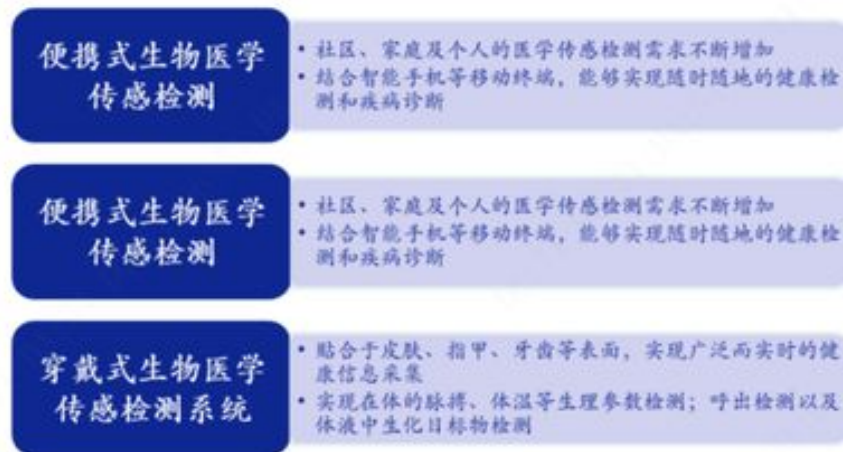 便携式生物医学
传感检测
• 社区、家庭及个人的医学传感检测需求不断增加
• 结合智能手机等移动终端，能够实现随时随地的健康检
测和疾病诊断
便携式生物医学
传感检测
• 社区、家庭及个人的医学传感检测需求不断增加
• 结合智能手机等移动终端，能够实现随时随地的健康检
测和疾病诊断
穿戴式生物医学
传感检测系统
• 贴合于皮肤、指甲、牙齿等表面，实现广泛而实时的健
康信息采集
• 实现在体的脉搏、体温等生理参数检测；呼出检测以及
体液中生化目标物检测